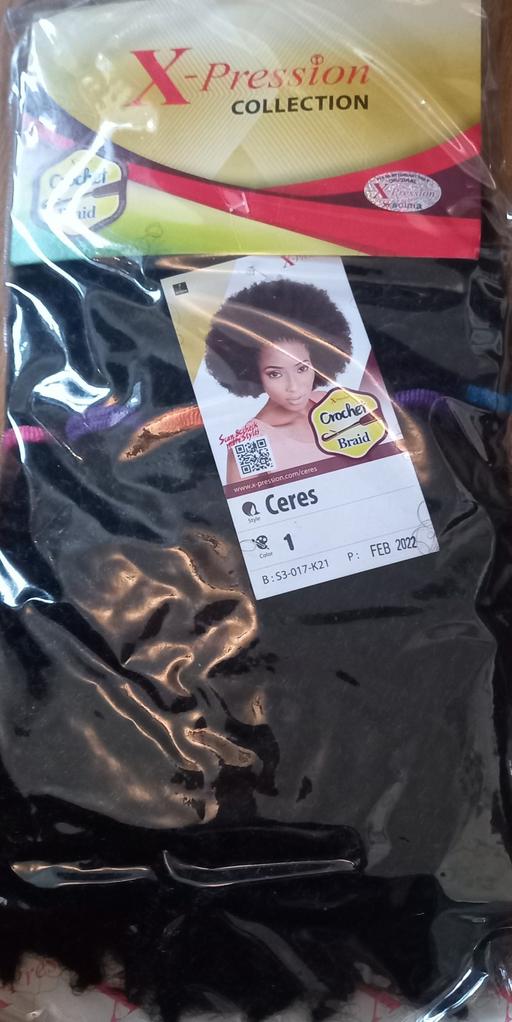 X-Pression
COLLECTION
Crochet
Braid
X-Pression
Crochet
Braid
www.x-pression.com/ceres
Style
Ceres
Color
1
B: S3-017-K21 P: FEB 2022